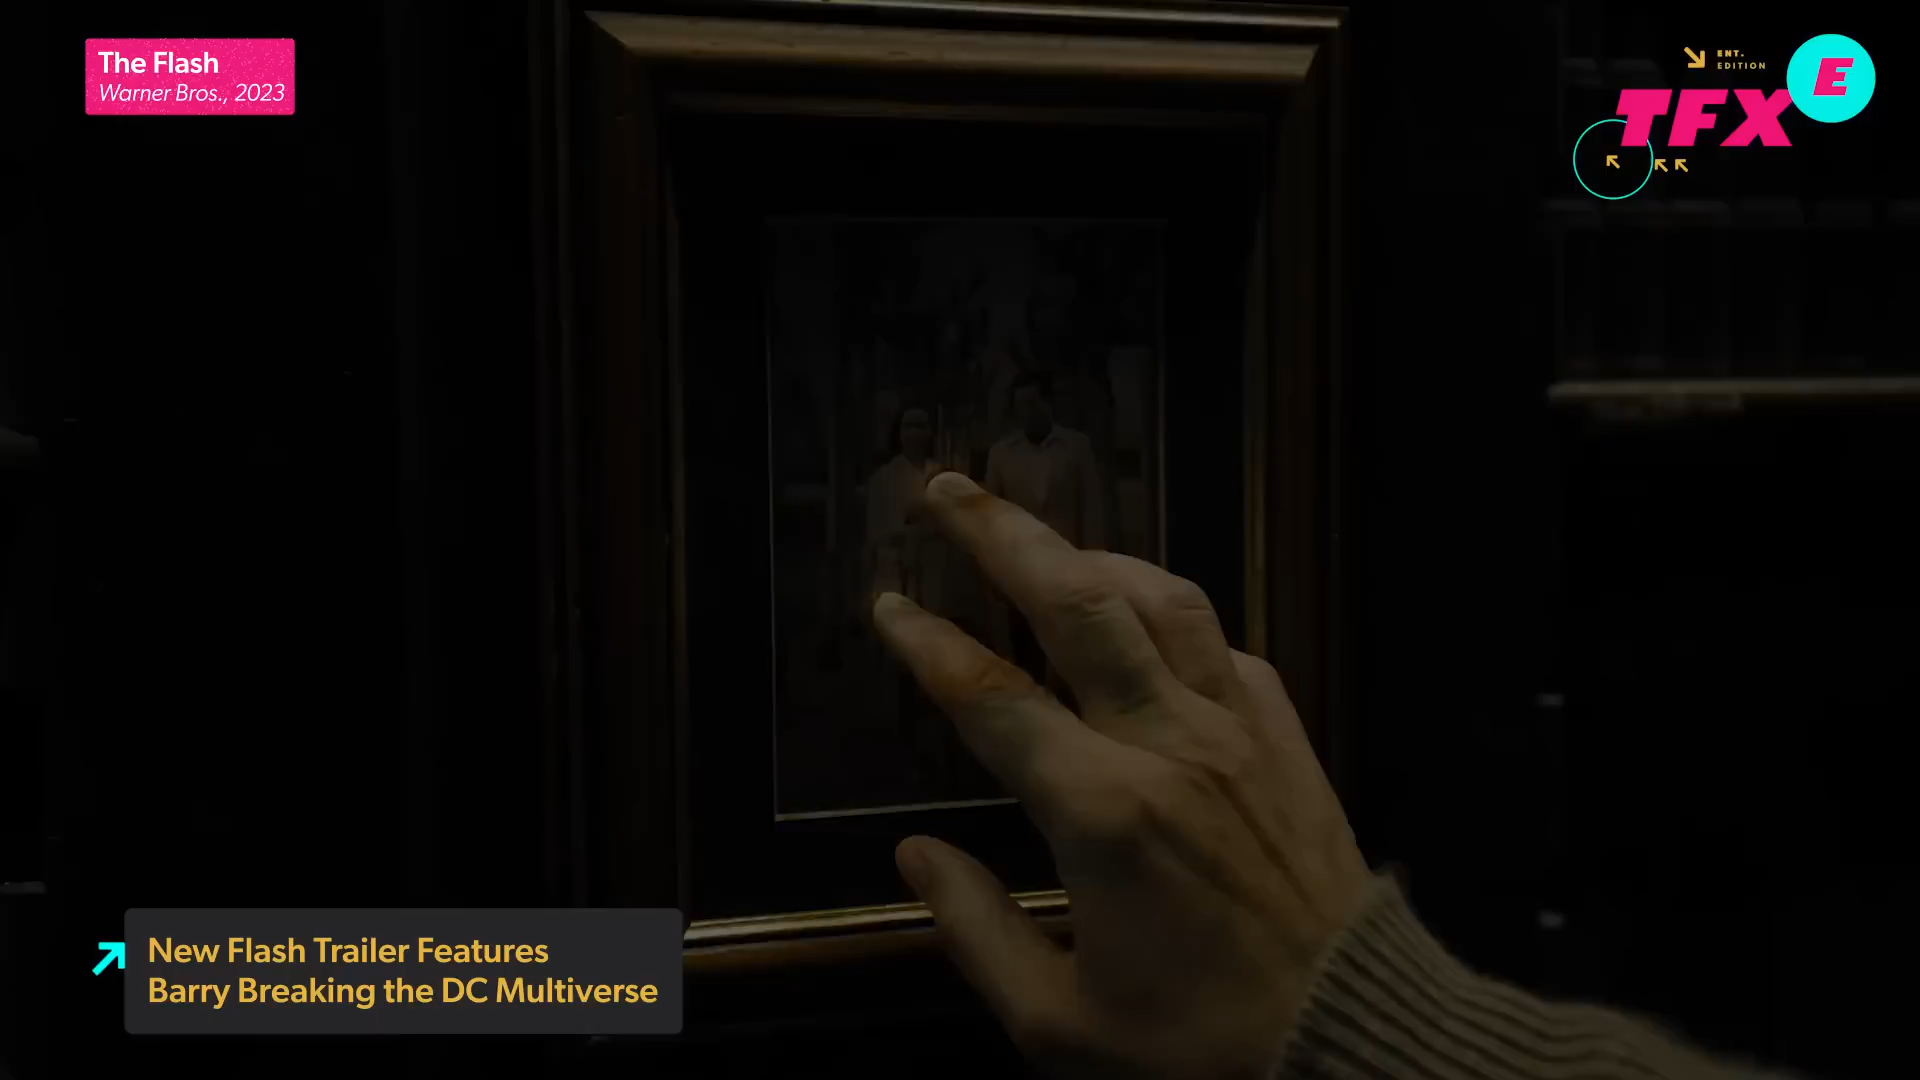 The Flash
Warner Bros., 2023
ENT.
EDITION
E
TFX
New Flash Trailer Features
Barry Breaking the DC Multiverse